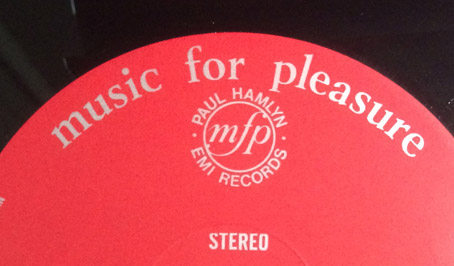 music for pleasure
PAUL HAMLYN
mfp
EMI RECORDS
STEREO